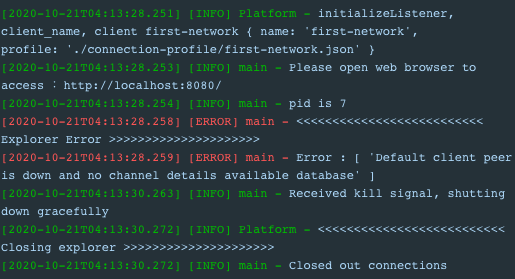 [2020-10-21T04:13:28.251] [INFO] Platform - initializeListener,
client_name, client first-network { name: 'first-network',
profile: './connection-profile/first-network.json' }
[2020-10-21T04:13:28.253] [INFO] main - Please open web browser to
access : http://localhost:8080/
[2020-10-21T04:13:28.254] [INFO] main - pid is 7
[2020-10-21T04:13:28.258] [ERROR] main - <<<<<<<<<<<<<<<<<<<<<<<<<<
Explorer Error >>>>>>>>>>>>>>>>>>>>>
[2020-10-21T04:13:28.259] [ERROR] main - Error : [ 'Default client peer
is down and no channel details available database' ]
[2020-10-21T04:13:30.263] [INFO] main - Received kill signal, shutting
down gracefully
[2020-10-21T04:13:30.272] [INFO] Platform - <<<<<<<<<<<<<<<<<<<<<<<<<<
Closing explorer >>>>>>>>>>>>>>>>>>>>>
[2020-10-21T04:13:30.272] [INFO] main - Closed out connections